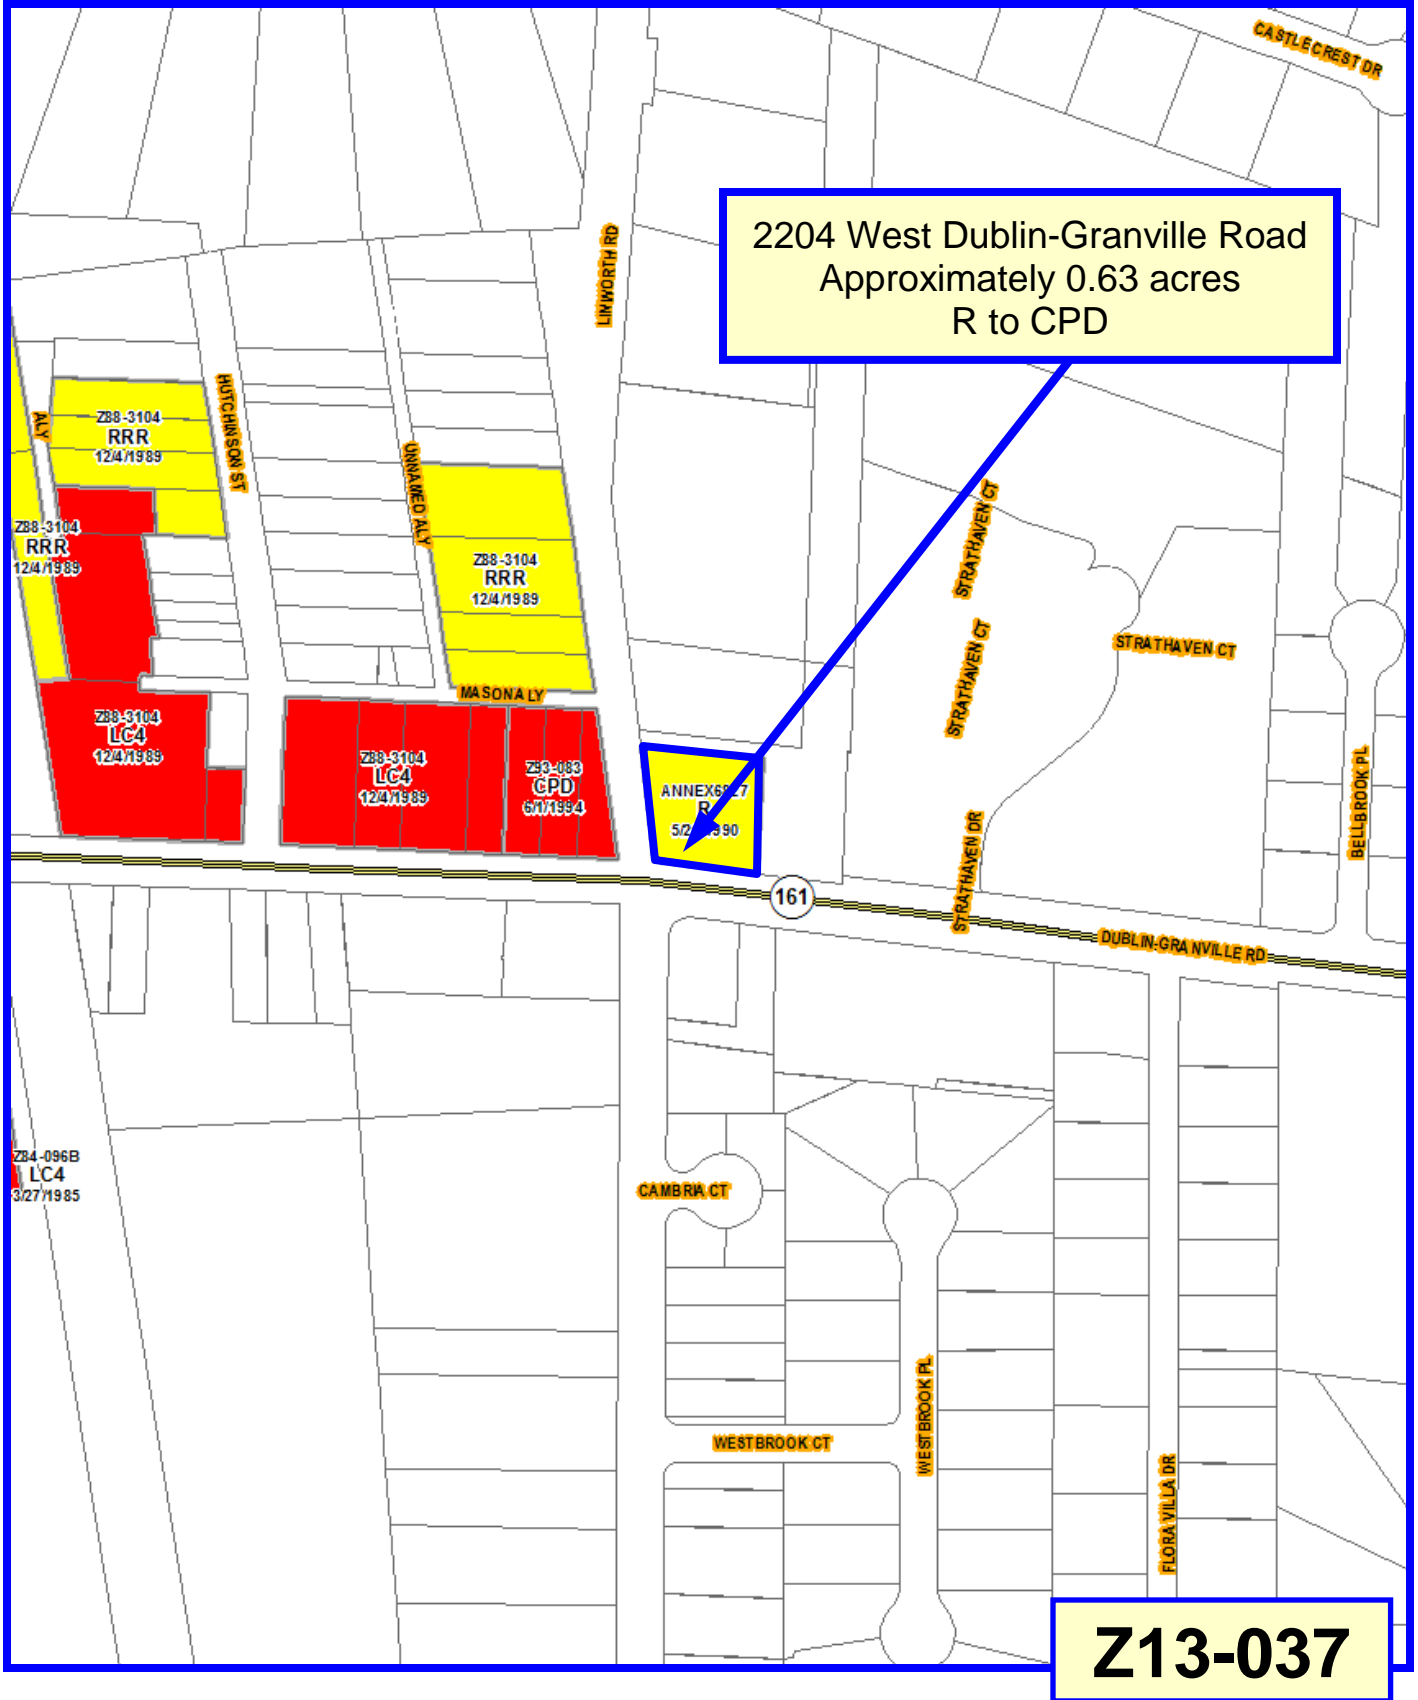 CASTLECREST DR
2204 West Dublin-Granville Road
Approximately 0.63 acres
R to CPD
LINWORTH RD
HUTCHINSON ST
ALY
Z88-3104
RRR
12/4/1989
UNNAMED ALY
Z88-3104
RRR
12/4/1989
Z88-3104
RRR
12/4/1989
STRATHAVEN CT
STRATHAVEN CT
STRATHAVEN CT
MASON ALY
Z88-3104
LC4
12/4/1989
Z88-3104
LC4
12/4/1989
Z93-083
CPD
6/1/1994
R
BELLBROOK PL
STRATHAVEN DR
161
DUBLIN-GRANVILLE RD
Z84-096B
LC4
3/27/1985
CAMBRIA CT
WESTBROOK PL
WESTBROOK CT
FLORA VILLA DR
Z13-037